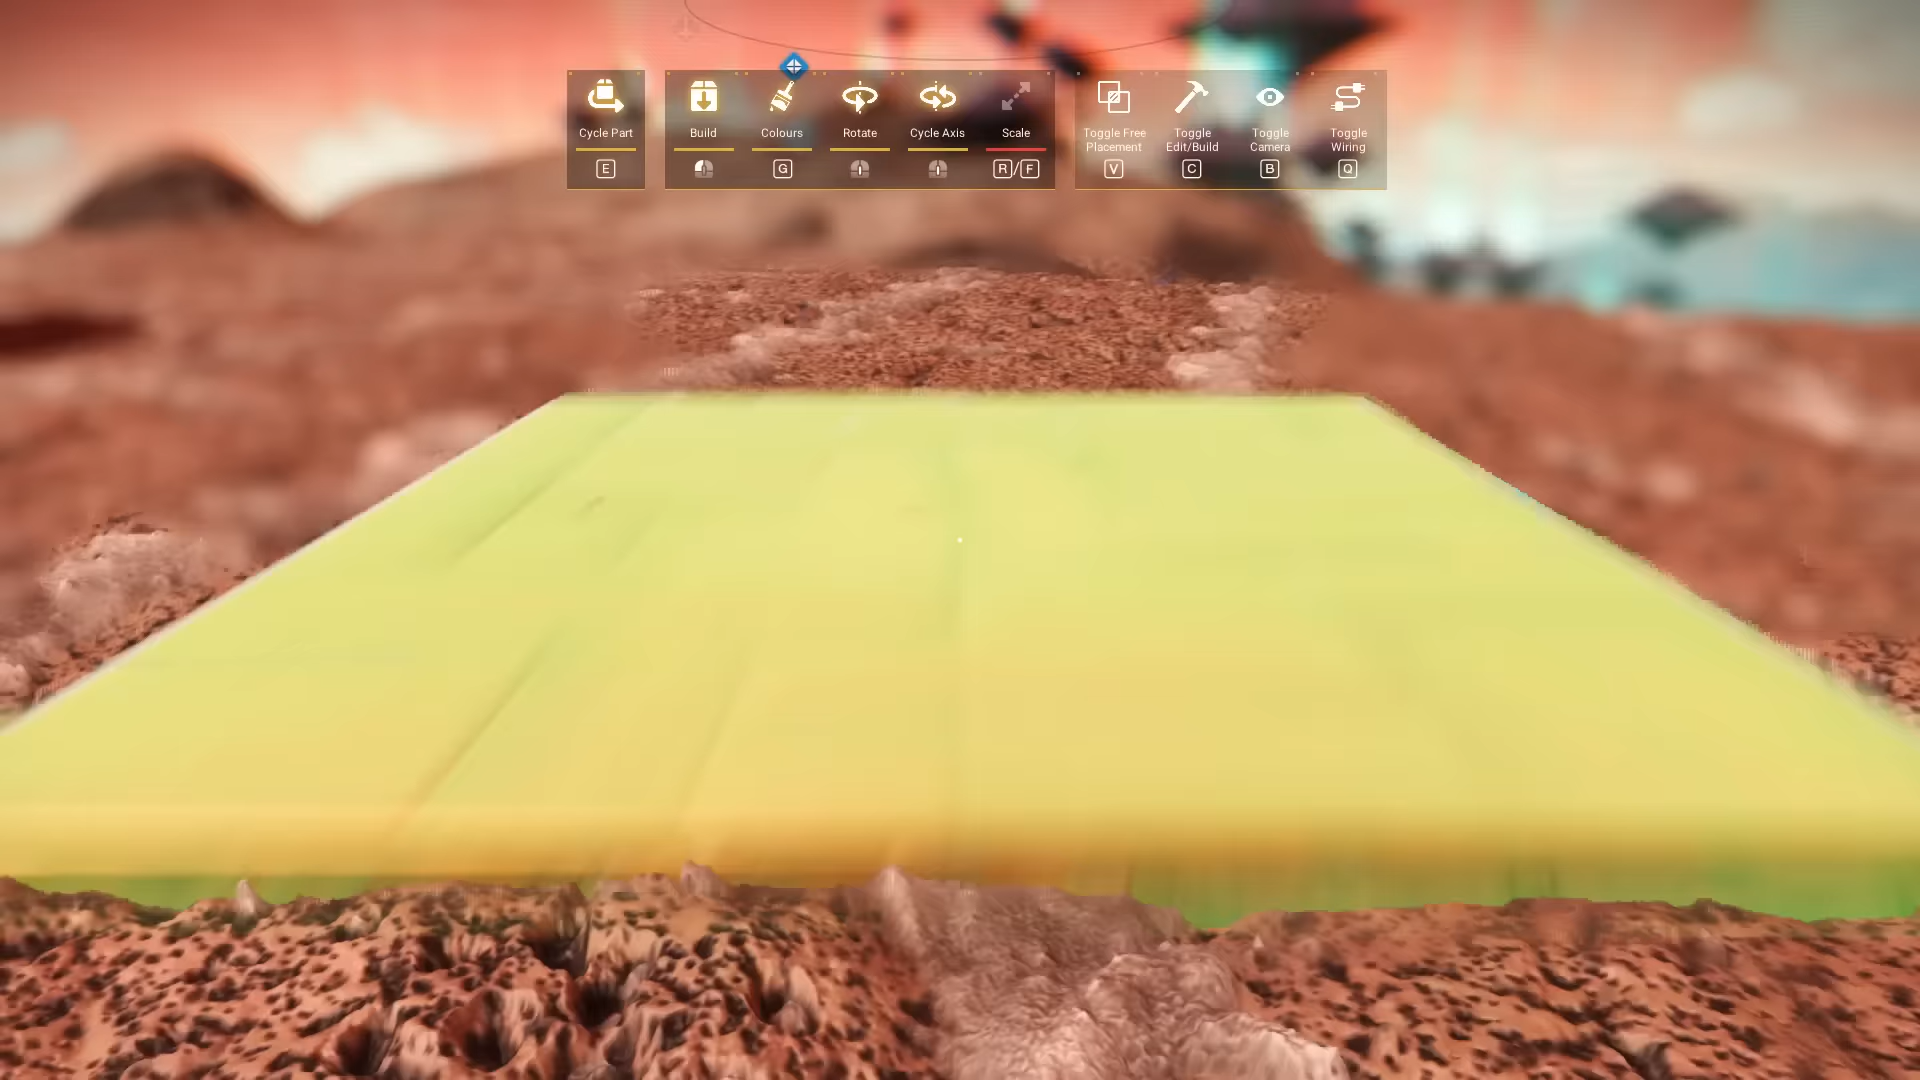 Cycle Part
E
Build
Colours
G
Rotate
Cycle Axis
Scale
R/F
Toggle Free
Placement
V
Toggle
Edit/Build
C
Toggle
Camera
B
Toggle
Wiring
Q